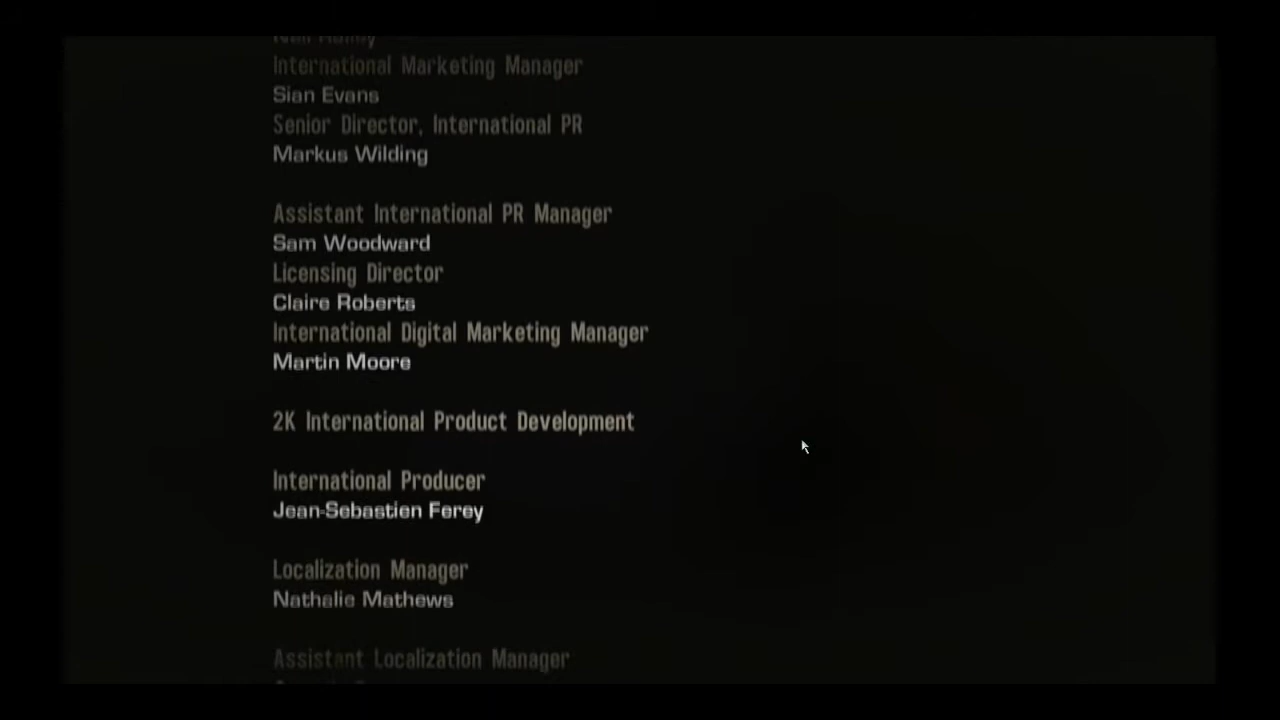 International Marketing Manager
Sian Evans
Senior Director, International PR
Markus Wilding
Assistant International PR Manager
Sam Woodward
Licensing Director
Claire Roberts
International Digital Marketing Manager
Martin Moore
2K International Product Development
International Producer
Jean-Sebastien Ferey
Localization Manager
Nathalie Mathews
Assistant Localization Manager